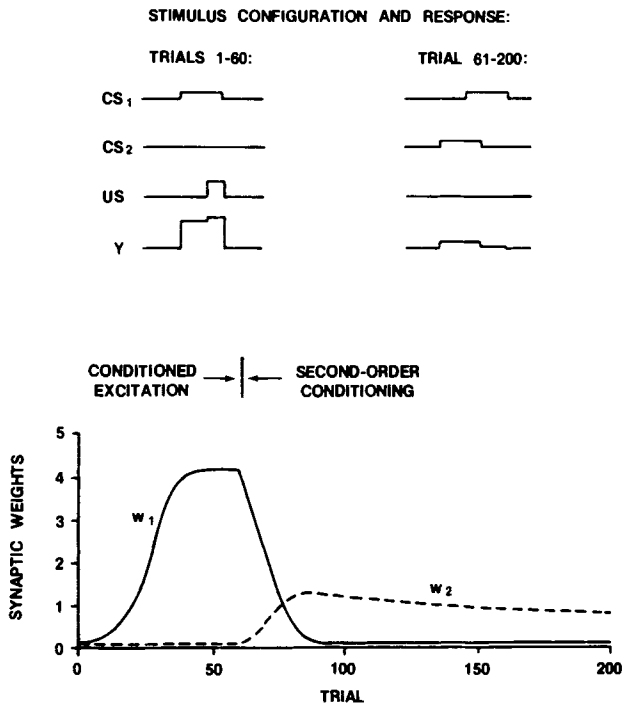 STIMULUS CONFIGURATION AND RESPONSE:
TRIALS 1-60: TRIAL 61-200:
CS1
CS2
US
Y
CONDITIONED EXCITATION
SECOND-ORDER CONDITIONING
SYNAPTIC WEIGHTS
5
4
3
2
1
0
w1
w2
0 50 100 150 200
TRIAL